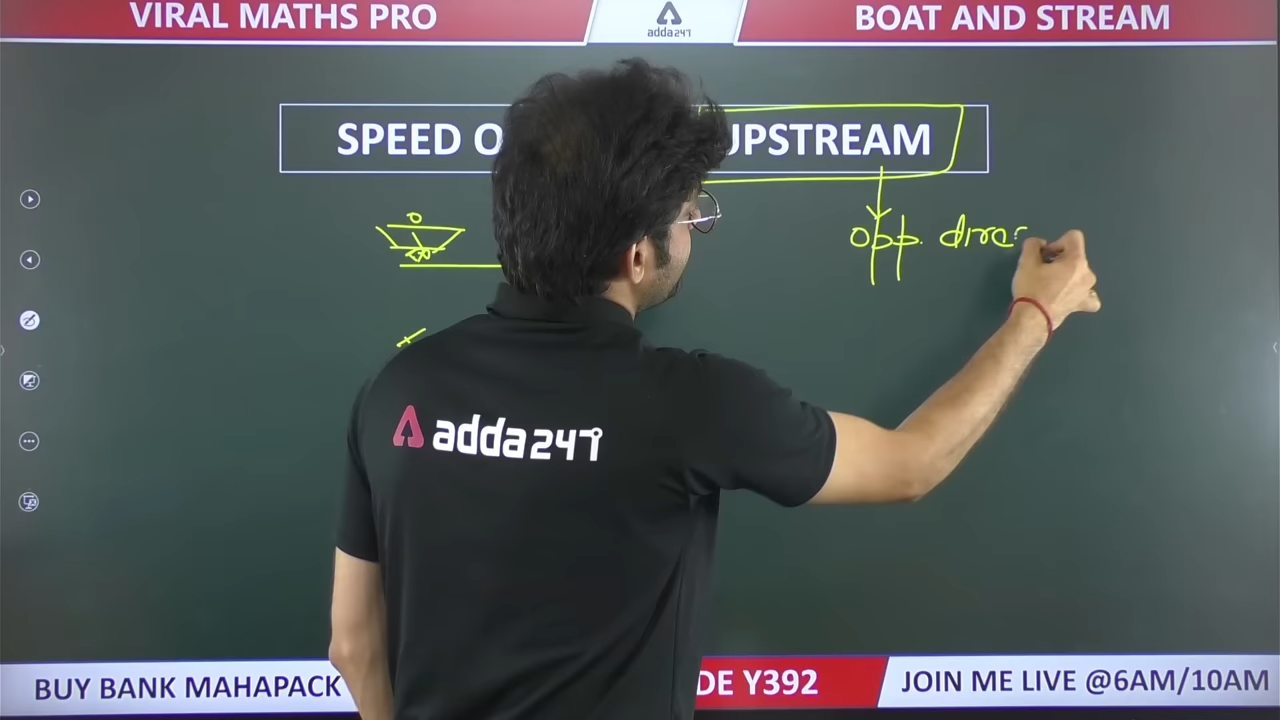 VIRAL MATHS PRO
adda247
BOAT AND STREAM
SPEED O UPSTREAM
opp. direc
adda247
BUY BANK MAHAPACK
DE Y392
JOIN ME LIVE @6AM/10AM